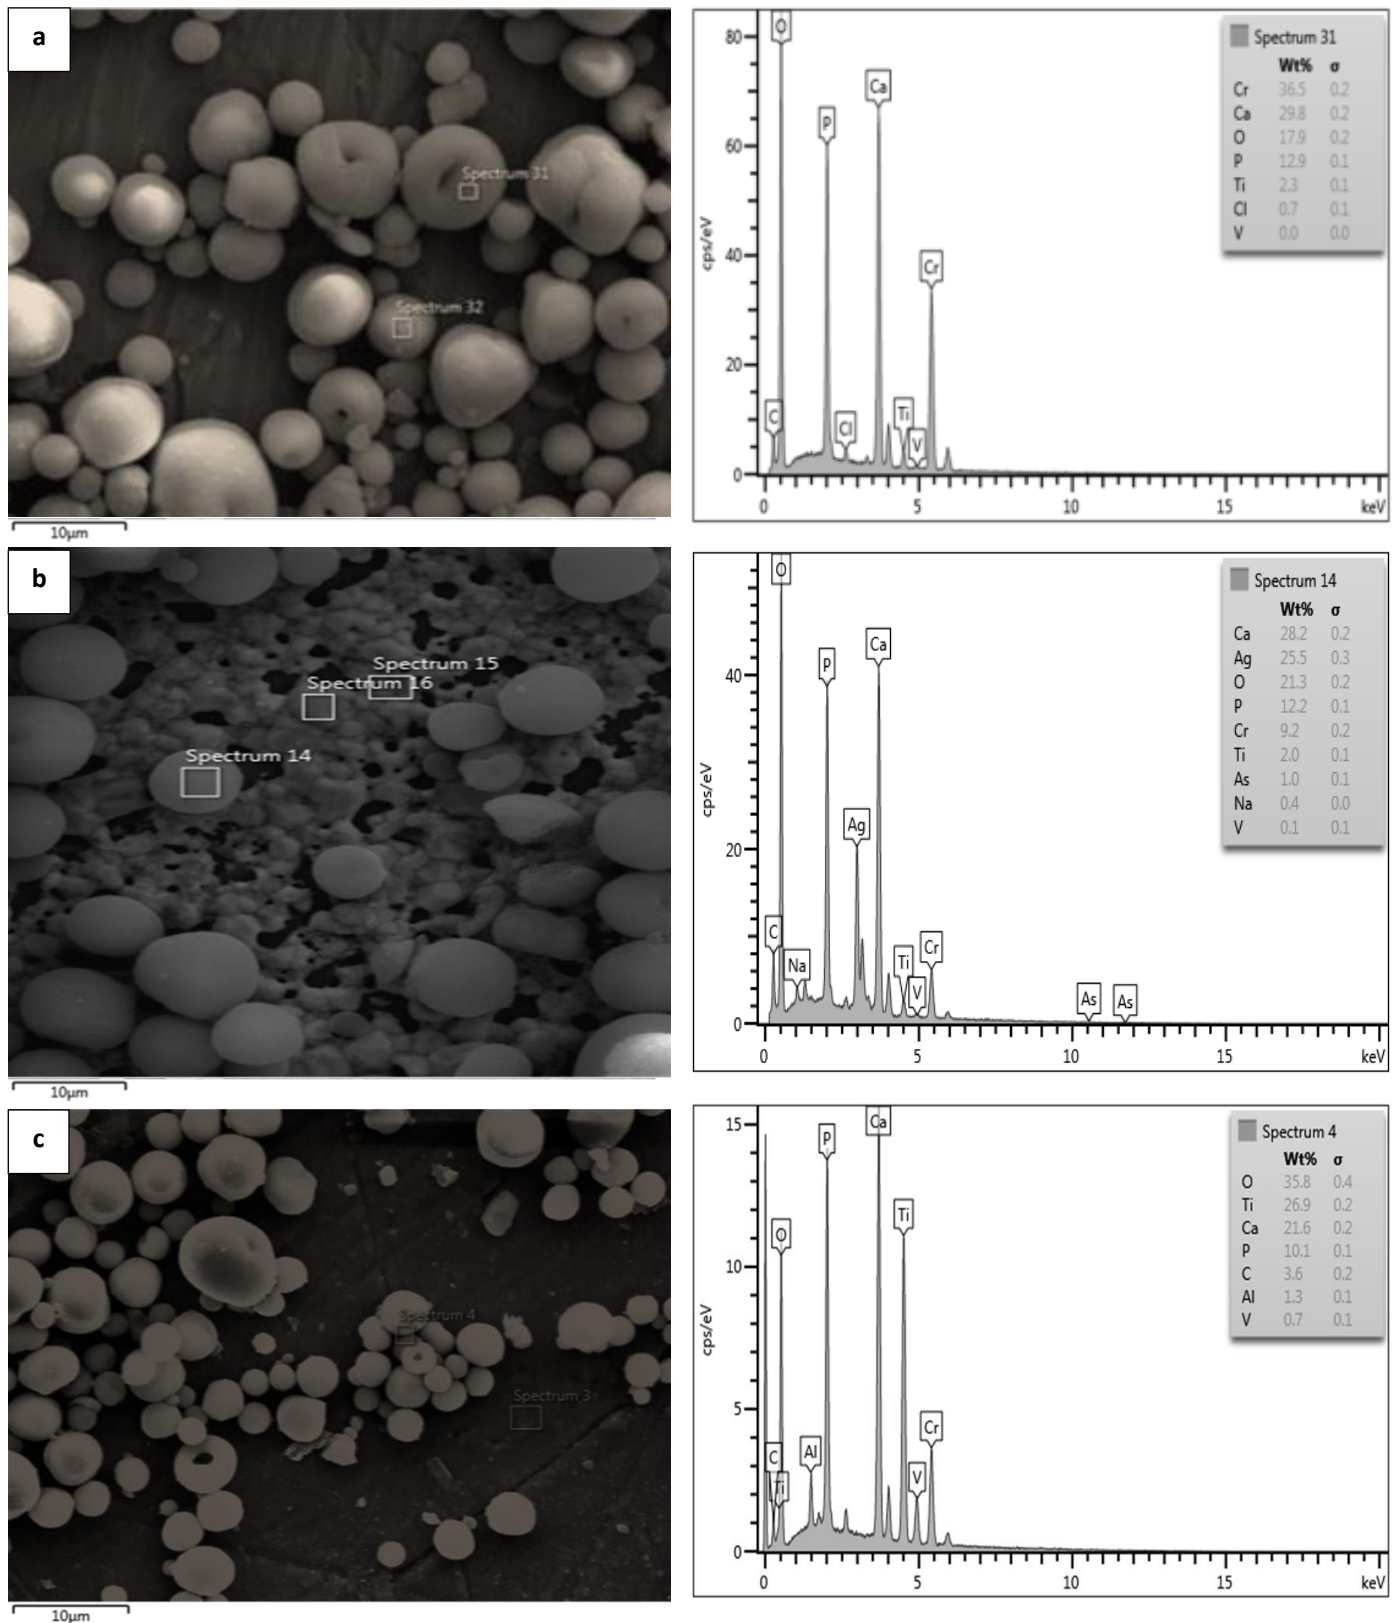 a
Spectrum 31
Spectrum 32
10µm
O
Ca
P
Cr
C
Cl
Ti
V
cps/eV
80
60
40
20
0
0 5 10 15 keV
Spectrum 31
Wt% σ
Cr 36.5 0.2
Ca 29.8 0.2
O 17.9 0.2
P 12.9 0.1
Ti 2.3 0.1
Cl 0.7 0.1
V 0.0 0.0
b
Spectrum 15
Spectrum 16
Spectrum 14
10µm
O
Ca
P
Ag
C
Na
Ti
Cr
V
As As
cps/eV
40
20
0
0 5 10 15 keV
Spectrum 14
Wt% σ
Ca 28.2 0.2
Ag 25.5 0.3
O 21.3 0.2
P 12.2 0.1
Cr 9.2 0.2
Ti 2.0 0.1
As 1.0 0.1
Na 0.4 0.0
V 0.1 0.1
c
Spectrum 4
Spectrum 3
10µm
Ca
P
Ti
O
Cr
C
Al
Ti
V
cps/eV
15
10
5
0
0 5 10 15 keV
Spectrum 4
Wt% σ
O 35.8 0.4
Ti 26.9 0.2
Ca 21.6 0.2
P 10.1 0.1
C 3.6 0.2
Al 1.3 0.1
V 0.7 0.1